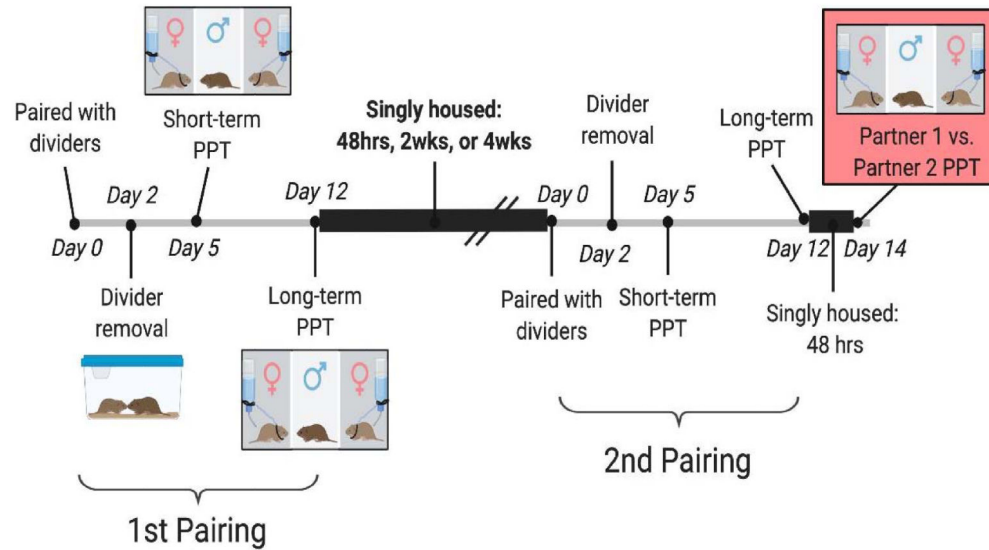 Paired with
dividers
Day 0
Day 2
Divider
removal
Short-term
PPT
Day 5
Day 12
Long-term
PPT
1st Pairing
Singly housed:
48hrs, 2wks, or 4wks
Day 0
Paired with
dividers
Divider
removal
Day 2
Day 5
Short-term
PPT
Long-term
PPT
Day 12
Singly housed:
48 hrs
2nd Pairing
Day 14
Partner 1 vs.
Partner 2 PPT